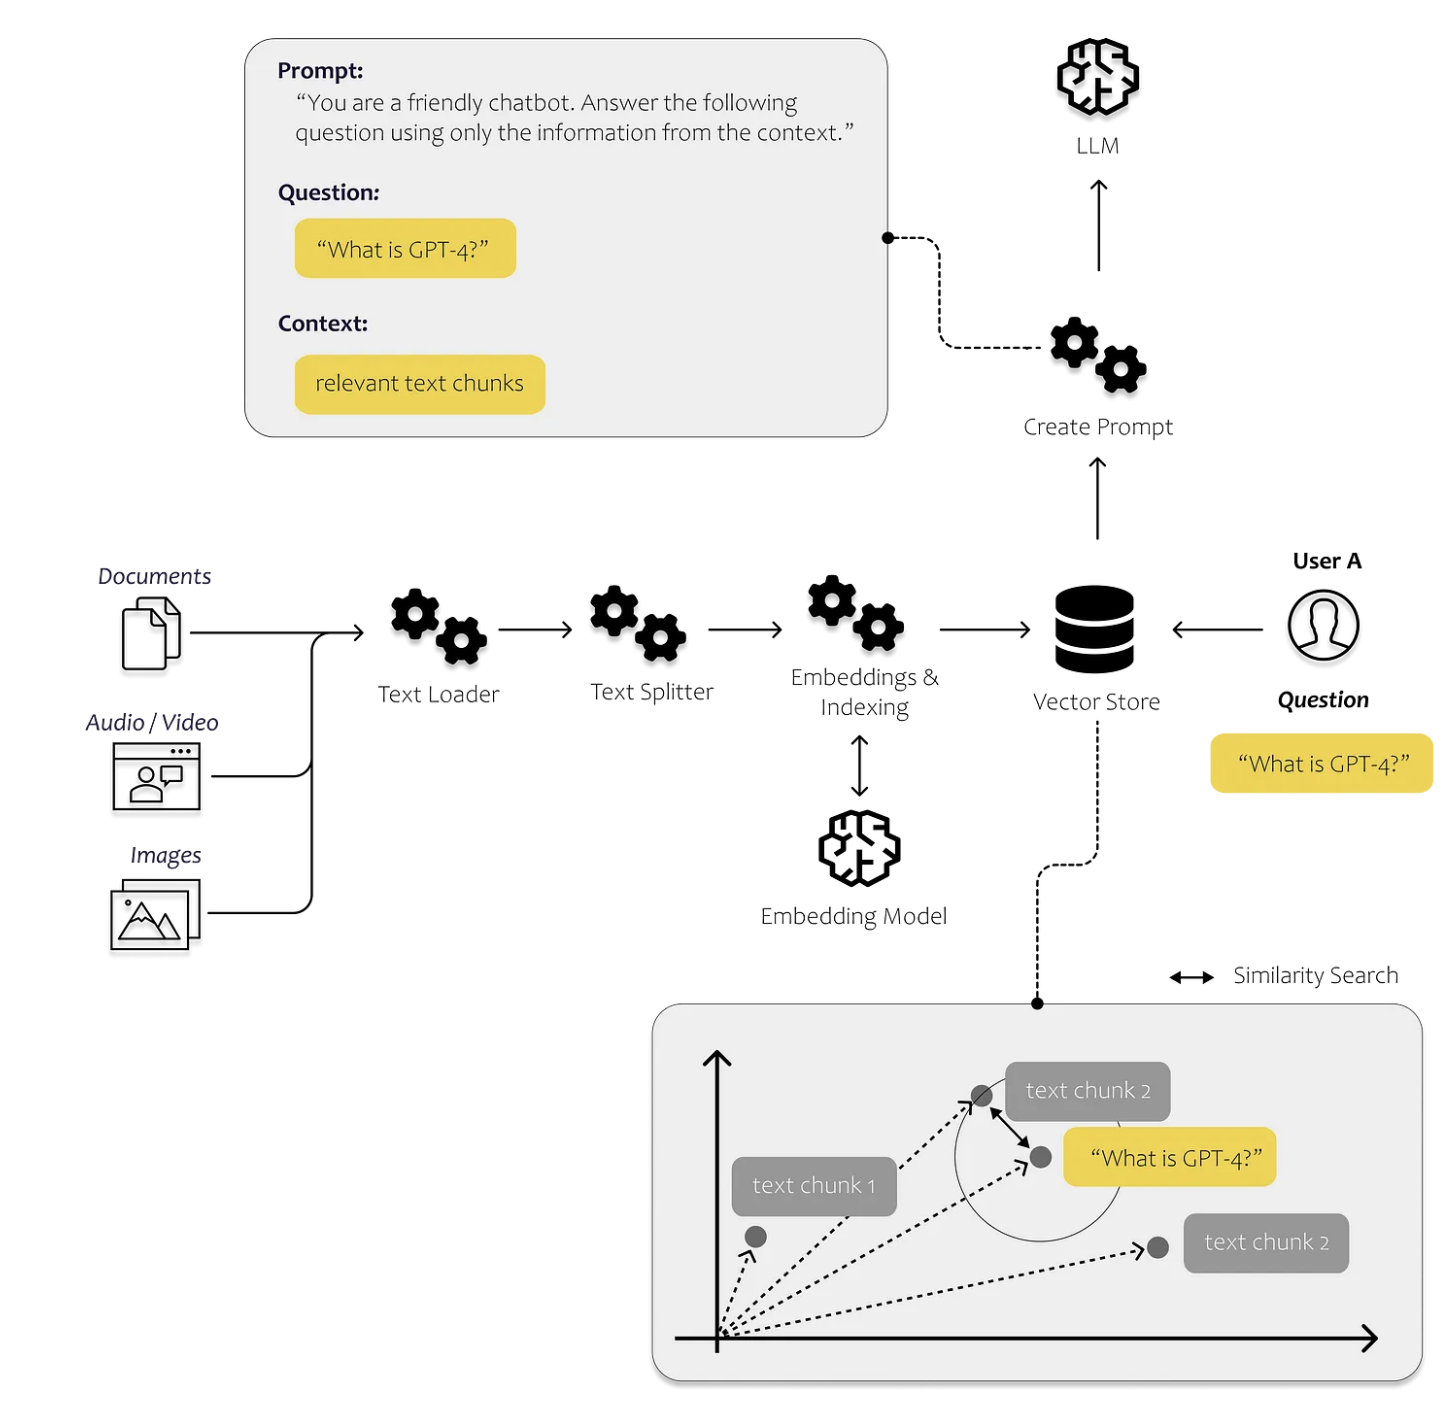 Prompt:
“You are a friendly chatbot. Answer the following
question using only the information from the context.”
Question:
“What is GPT-4?”
Context:
relevant text chunks
LLM
Create Prompt
Documents
Audio / Video
Images
Text Loader
Text Splitter
Embeddings &
Indexing
Embedding Model
Vector Store
User A
Question
“What is GPT-4?”
Similarity Search
text chunk 2
“What is GPT-4?”
text chunk 1
text chunk 2